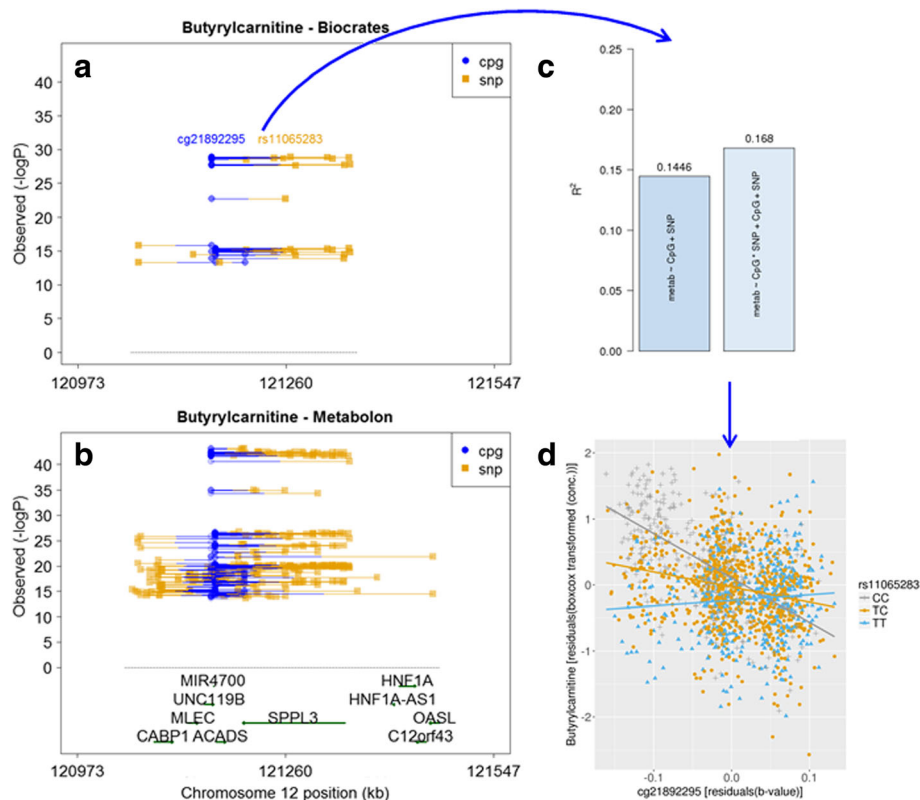 Butyrylcarnitine - Biocrates
a
cpg
snp
cg21892295 rs11065283
Observed (-logP)
40
35
30
25
20
15
10
5
0
120973 121260 121547
Butyrylcarnitine - Metabolon
b
cpg
snp
Observed (-logP)
40
35
30
25
20
15
10
5
0
MIR4700 HNF1A
UNC119B HNF1A-AS1
MLEC SPPL3 OASL
CABP1 ACADS C12orf43
120973 121260 121547
Chromosome 12 position (kb)
c
R²
0.25
0.20
0.15
0.10
0.05
0.00
0.1446
0.168
metab ~ CpG + SNP
metab ~ CpG * SNP + CpG + SNP
d
Butyrylcarnitine [residuals(boxcox transformod (conc.))]
2
1
0
-1
-2
-0.1 0.0 0.1
cg21892295 [residuals(b-value)]
rs11065283
CC
TC
TT